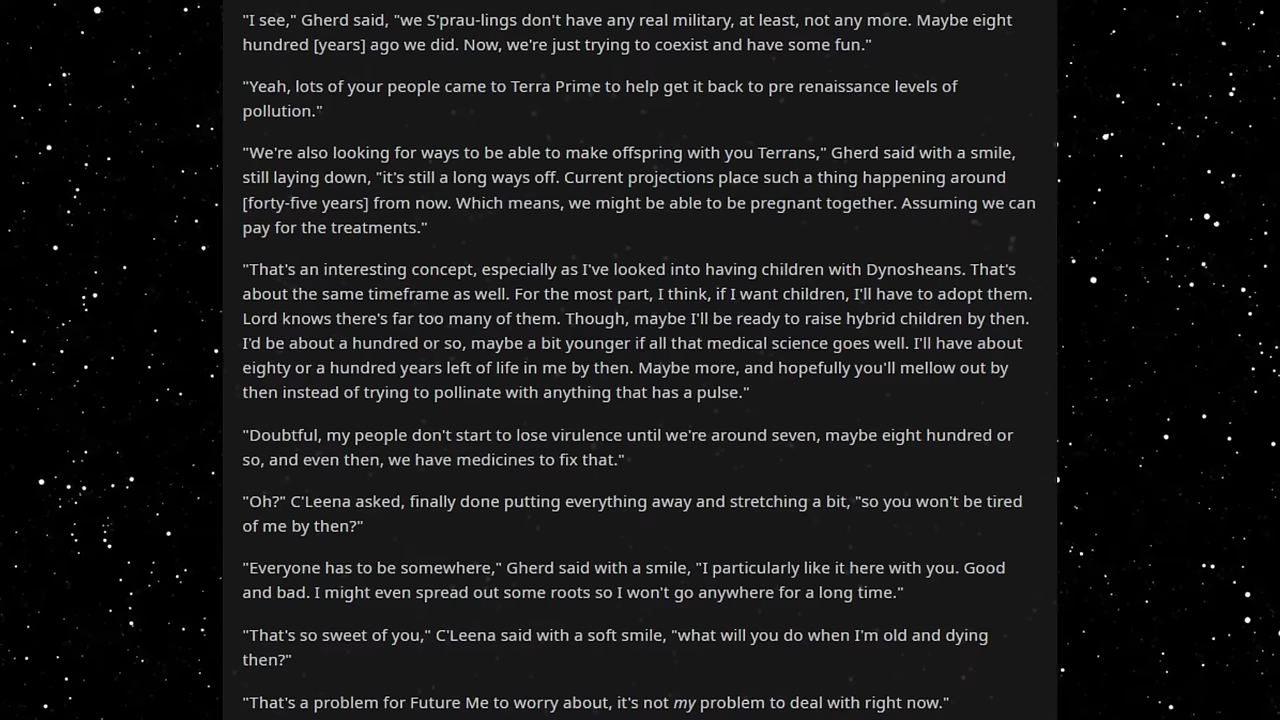 "I see," Gherd said, "we S'prau-lings don't have any real military, at least, not any more. Maybe eight
hundred [years] ago we did. Now, we're just trying to coexist and have some fun."
"Yeah, lots of your people came to Terra Prime to help get it back to pre renaissance levels of
pollution."
"We're also looking for ways to be able to make offspring with you Terrans," Gherd said with a smile,
still laying down, "it's still a long ways off. Current projections place such a thing happening around
[forty-five years] from now. Which means, we might be able to be pregnant together. Assuming we can
pay for the treatments."
"That's an interesting concept, especially as I've looked into having children with Dynosheans. That's
about the same timeframe as well. For the most part, I think, if I want children, I'll have to adopt them.
Lord knows there's far too many of them. Though, maybe I'll be ready to raise hybrid children by then.
I'd be about a hundred or so, maybe a bit younger if all that medical science goes well. I'll have about
eighty or a hundred years left of life in me by then. Maybe more, and hopefully you'll mellow out by
then instead of trying to pollinate with anything that has a pulse."
"Doubtful, my people don't start to lose virulence until we're around seven, maybe eight hundred or
so, and even then, we have medicines to fix that."
"Oh?" C'Leena asked, finally done putting everything away and stretching a bit, "so you won't be tired
of me by then?"
"Everyone has to be somewhere," Gherd said with a smile, "I particularly like it here with you. Good
and bad. I might even spread out some roots so I won't go anywhere for a long time."
"That's so sweet of you," C'Leena said with a soft smile, "what will you do when I'm old and dying
then?"
"That's a problem for Future Me to worry about, it's not my problem to deal with right now."